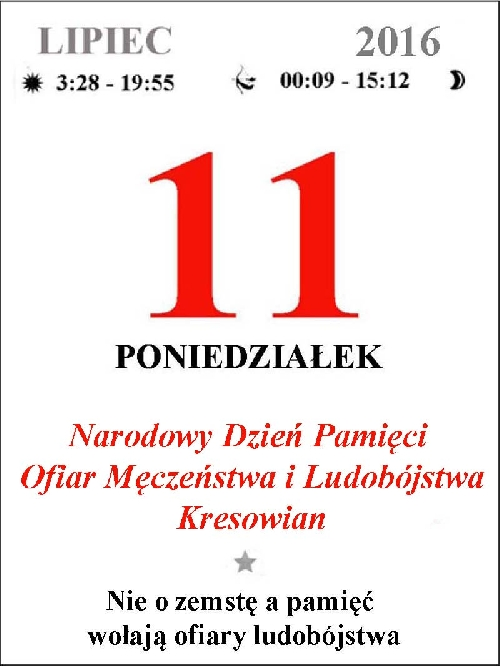 LIPIEC 2016
3:28 - 19:55 00:09 - 15:12
11
PONIEDZIAŁEK
Narodowy Dzień Pamięci
Ofiar Męczeństwa i Ludobójstwa
Kresowian
Nie o zemstę a pamięć
wołają ofiary ludobójstwa